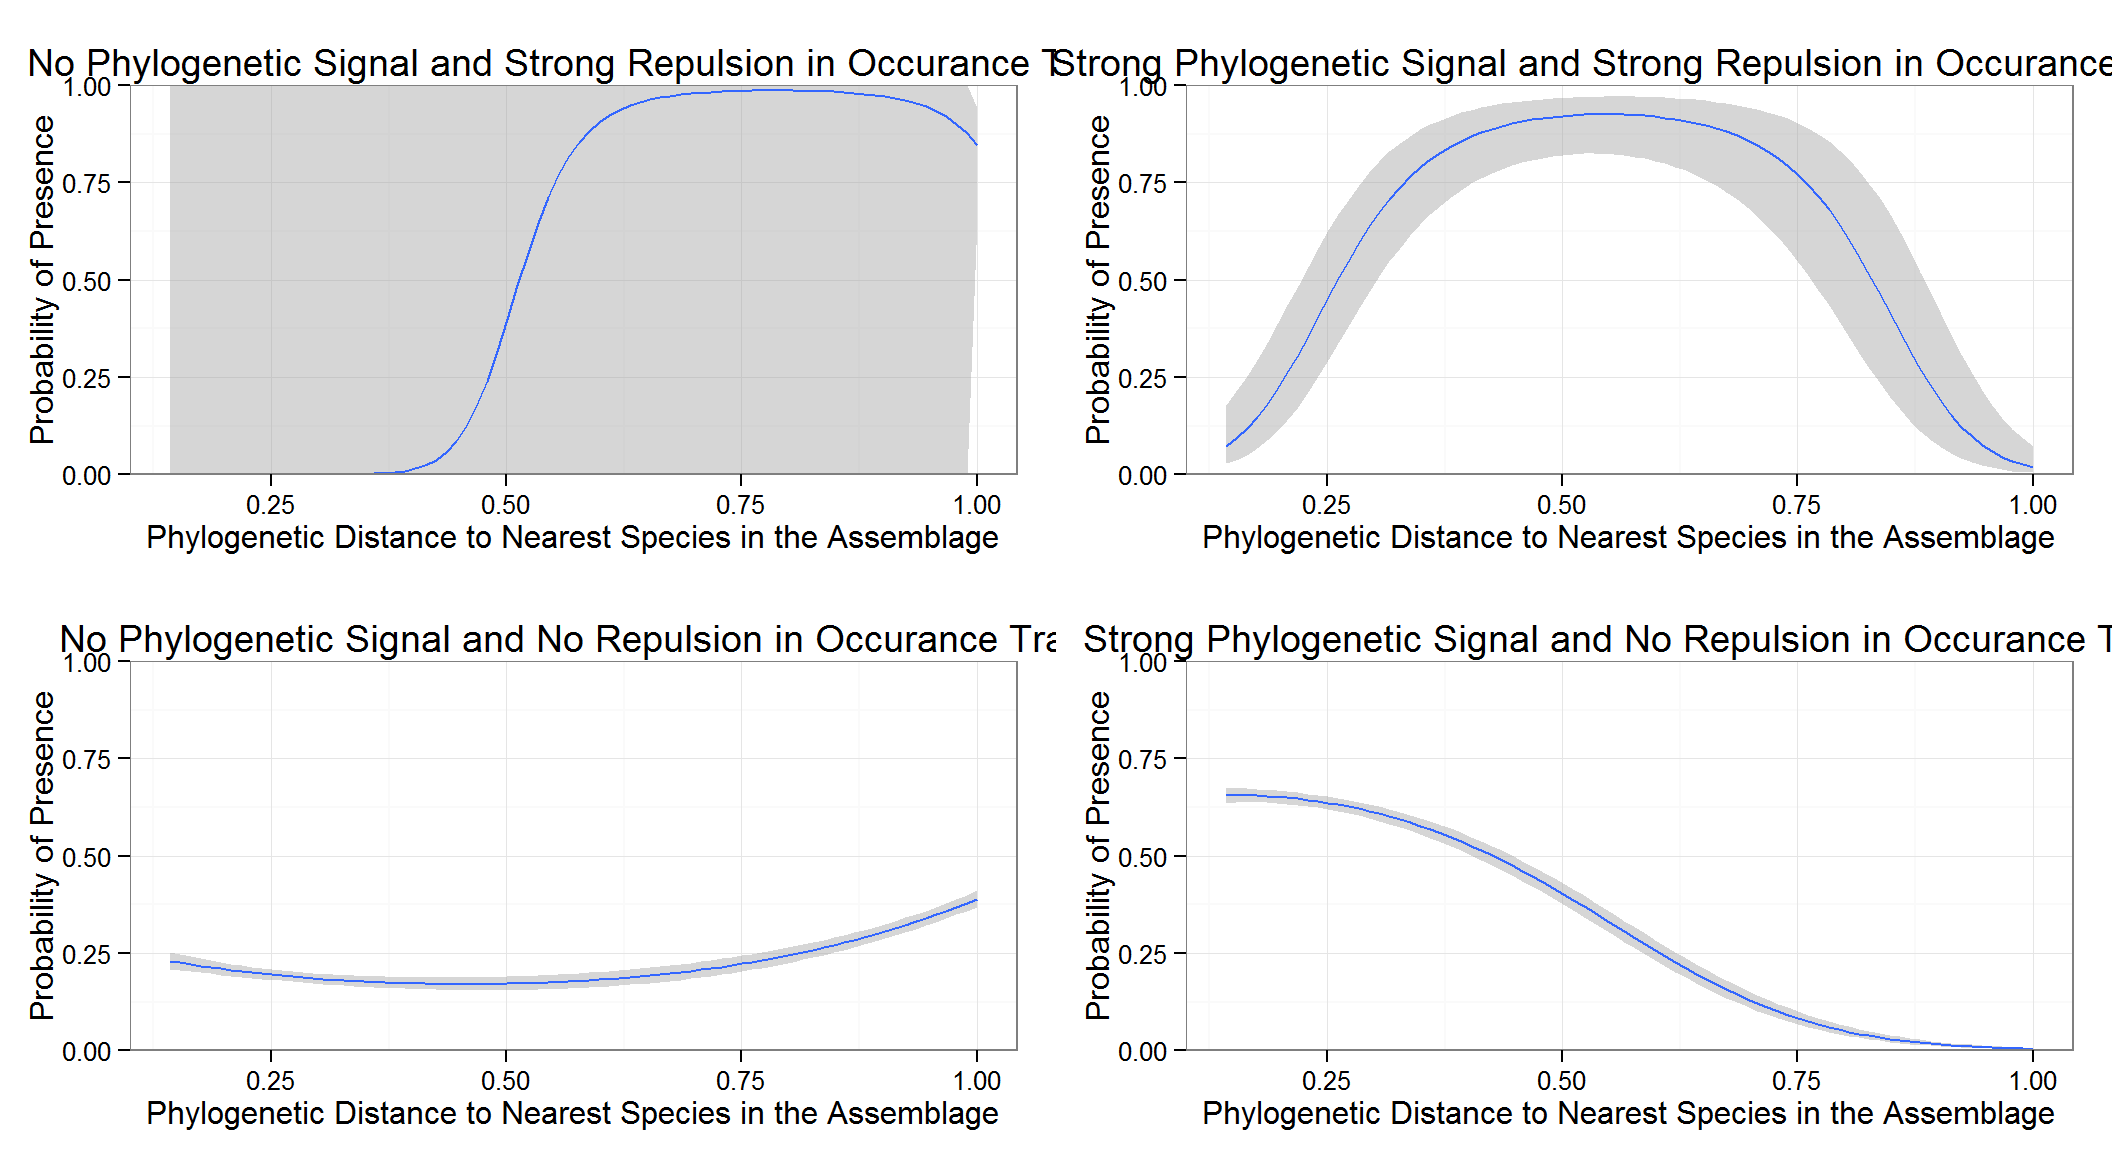 No Phylogenetic Signal and Strong Repulsion in Occurance T
1.00
0.75
0.50
0.25
0.00
Probability of Presence
0.25 0.50 0.75 1.00
Phylogenetic Distance to Nearest Species in the Assemblage
Strong Phylogenetic Signal and Strong Repulsion in Occurance
1.00
0.75
0.50
0.25
0.00
Probability of Presence
0.25 0.50 0.75 1.00
Phylogenetic Distance to Nearest Species in the Assemblage
No Phylogenetic Signal and No Repulsion in Occurance Tra
1.00
0.75
0.50
0.25
0.00
Probability of Presence
0.25 0.50 0.75 1.00
Phylogenetic Distance to Nearest Species in the Assemblage
Strong Phylogenetic Signal and No Repulsion in Occurance T
1.00
0.75
0.50
0.25
0.00
Probability of Presence
0.25 0.50 0.75 1.00
Phylogenetic Distance to Nearest Species in the Assemblage